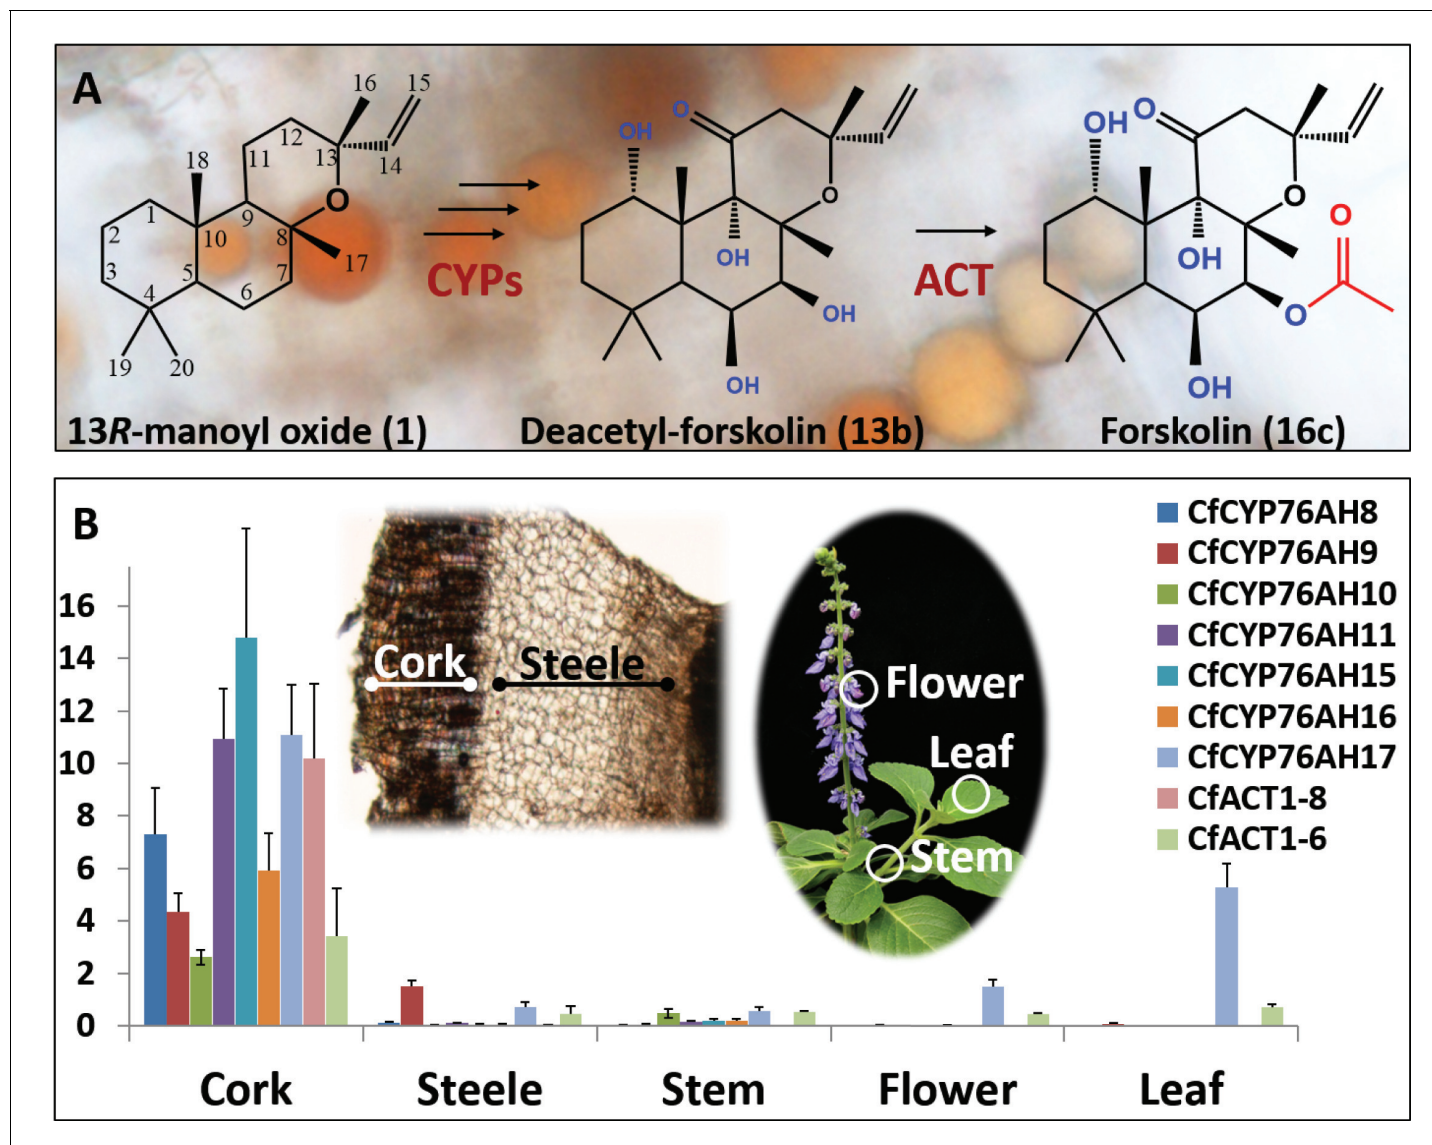 A
16
15
12
13
14
11
18
O
1
9
2
10
8
17
3
5
7
4
6
19
20
13R-manoyl oxide (1)
CYPs
OH
O
O
OH
OH
OH
Deacetyl-forskolin (13b)
ACT
OH
O
O
O
OH
O
OH
Forskolin (16c)
B
16
14
12
10
8
6
4
2
0
Cork
Steele
Flower
Leaf
Stem
CfCYP76AH8
CfCYP76AH9
CfCYP76AH10
CfCYP76AH11
CfCYP76AH15
CfCYP76AH16
CfCYP76AH17
CfACT1-8
CfACT1-6
Cork
Steele
Stem
Flower
Leaf